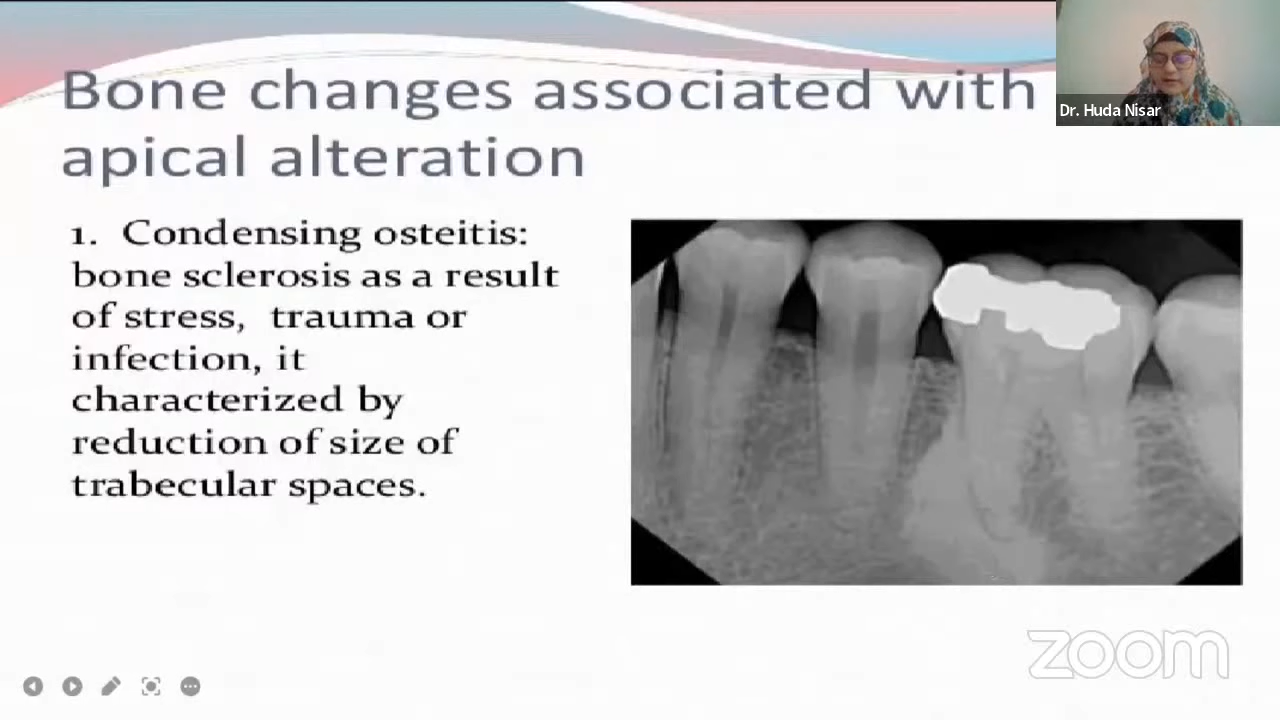 Bone changes associated with
apical alteration
Dr. Huda Nisar
1. Condensing osteitis:
bone sclerosis as a result
of stress, trauma or
infection, it
characterized by
reduction of size of
trabecular spaces.
zoom